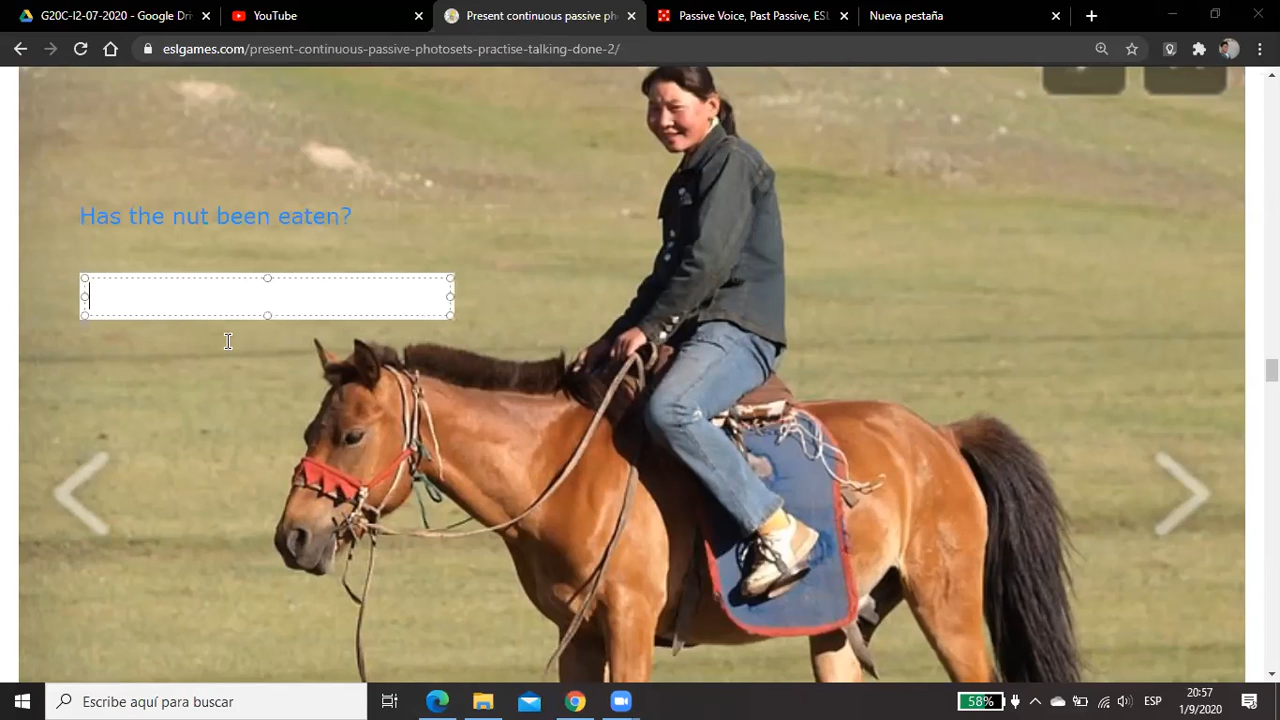 G20C-I2-07-2020 - Google Dri
YouTube
Present continuous passive ph
Passive Voice, Past Passive, ESL
Nueva pestaña
eslgames.com/present-continuous-passive-photosets-practise-talking-done-2/
Has the nut been eaten?
Escribe aquí para buscar
58%
ESP
20:57
1/9/2020